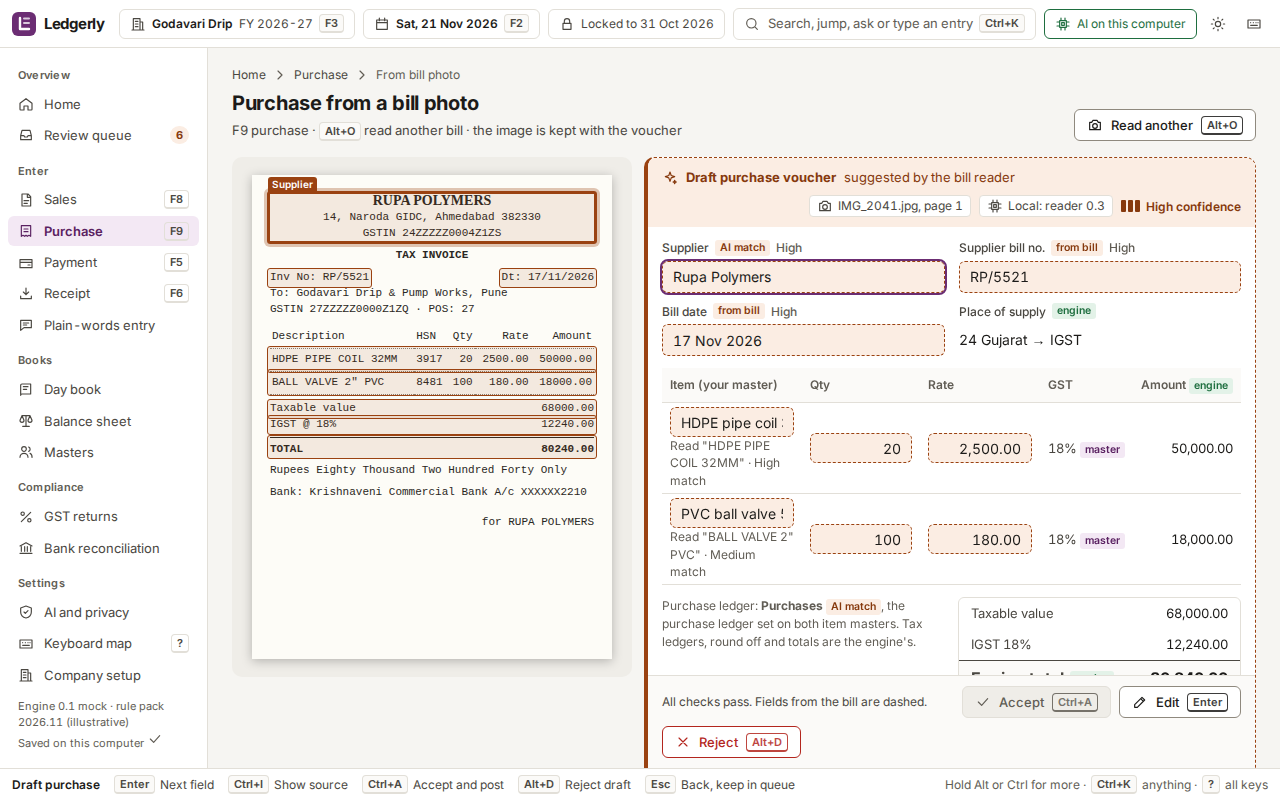 Ledgerly
Godavari Drip FY 2026-27 F3
Sat, 21 Nov 2026 F2
Locked to 31 Oct 2026
Search, jump, ask or type an entry Ctrl+K
AI on this computer
Overview
Home
Review queue 6
Enter
Sales F8
Purchase F9
Payment F5
Receipt F6
Plain-words entry
Books
Day book
Balance sheet
Masters
Compliance
GST returns
Bank reconciliation
Settings
AI and privacy
Keyboard map ?
Company setup
Engine 0.1 mock · rule pack
2026.11 (illustrative)
Saved on this computer
Home > Purchase > From bill photo
Purchase from a bill photo
F9 purchase · Alt+O read another bill · the image is kept with the voucher
Read another Alt+O
Supplier
RUPA POLYMERS
14, Naroda GIDC, Ahmedabad 382330
GSTIN 24ZZZZZ0004Z1ZS
TAX INVOICE
Inv No: RP/5521 Dt: 17/11/2026
To: Godavari Drip & Pump Works, Pune
GSTIN 27ZZZZZ0000Z1ZQ · POS: 27
Description HSN Qty Rate Amount
HDPE PIPE COIL 32MM 3917 20 2500.00 50000.00
BALL VALVE 2" PVC 8481 100 180.00 18000.00
Taxable value 68000.00
IGST @ 18% 12240.00
TOTAL 80240.00
Rupees Eighty Thousand Two Hundred Forty Only
Bank: Krishnaveni Commercial Bank A/c XXXXXX2210
for RUPA POLYMERS
Draft purchase voucher suggested by the bill reader
IMG_2041.jpg, page 1
Local: reader 0.3
High confidence
Supplier AI match High
Rupa Polymers
Supplier bill no. from bill High
RP/5521
Bill date from bill High
17 Nov 2026
Place of supply engine
24 Gujarat → IGST
Item (your master) Qty Rate GST Amount engine
HDPE pipe coil 20 2,500.00 18% master 50,000.00
Read "HDPE PIPE
COIL 32MM" · High
match
PVC ball valve 100 180.00 18% master 18,000.00
Read "BALL VALVE 2"
PVC" · Medium
match
Purchase ledger: Purchases AI match, the
purchase ledger set on both item masters. Tax
ledgers, round off and totals are the engine's.
Taxable value 68,000.00
IGST 18% 12,240.00
All checks pass. Fields from the bill are dashed.
Accept Ctrl+A
Edit Enter
Reject Alt+D
Draft purchase Enter Next field Ctrl+I Show source Ctrl+A Accept and post Alt+D Reject draft Esc Back, keep in queue
Hold Alt or Ctrl for more · Ctrl+K anything · ? all keys